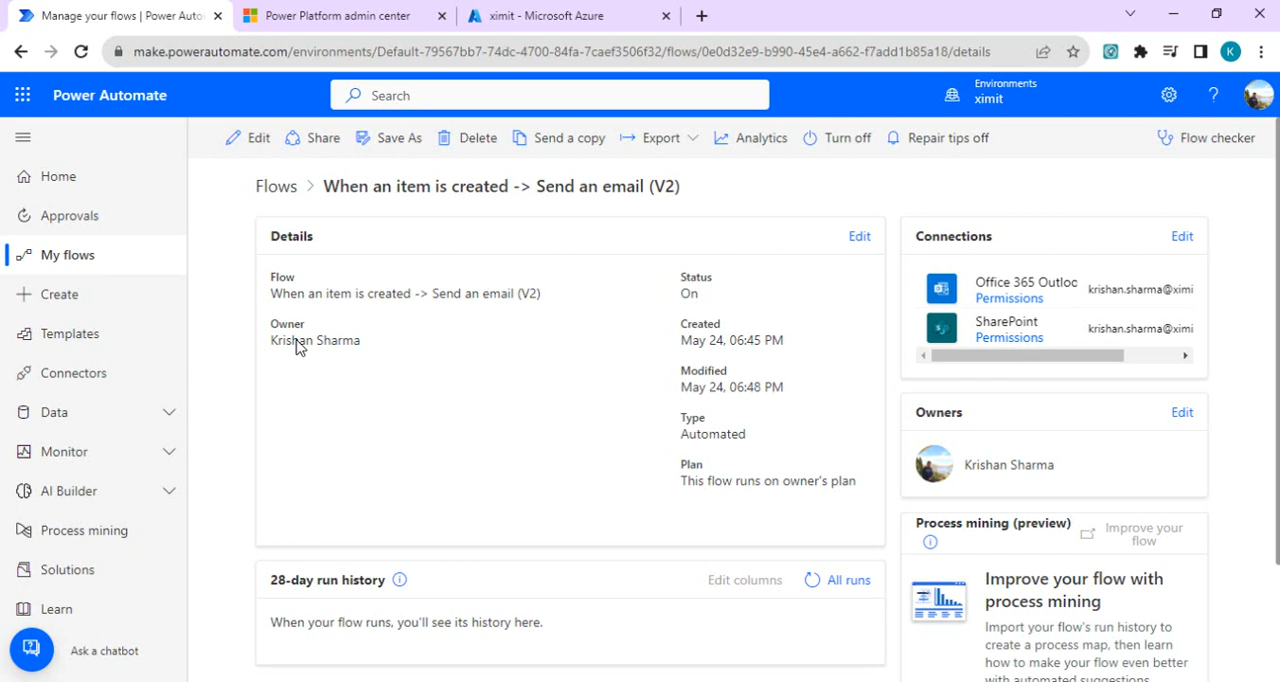 Manage your flows | Power Auto
Power Platform admin center
ximit - Microsoft Azure
make.powerautomate.com/environments/Default-79567bb7-74dc-4700-84fa-7caef3506f32/flows/0e0d32e9-b990-45e4-a662-f7add1b85a18/details
K
Power Automate
Search
Environments
ximit
Edit
Share
Save As
Delete
Send a copy
Export
Analytics
Turn off
Repair tips off
Flow checker
Home
Approvals
My flows
Create
Templates
Connectors
Data
Monitor
AI Builder
Process mining
Solutions
Learn
Ask a chatbot
Flows > When an item is created -> Send an email (V2)
Details
Edit
Flow
When an item is created -> Send an email (V2)
Owner
Krishan Sharma
Status
On
Created
May 24, 06:45 PM
Modified
May 24, 06:48 PM
Type
Automated
Plan
This flow runs on owner's plan
28-day run history
Edit columns
All runs
When your flow runs, you'll see its history here.
Connections
Edit
Office 365 Outloc
krishan.sharma@ximi
Permissions
SharePoint
krishan.sharma@ximi
Permissions
Owners
Edit
Krishan Sharma
Process mining (preview)
Improve your
flow
Improve your flow with
process mining
Import your flow's run history to
create a process map, then learn
how to make your flow even better
with automated suggestions